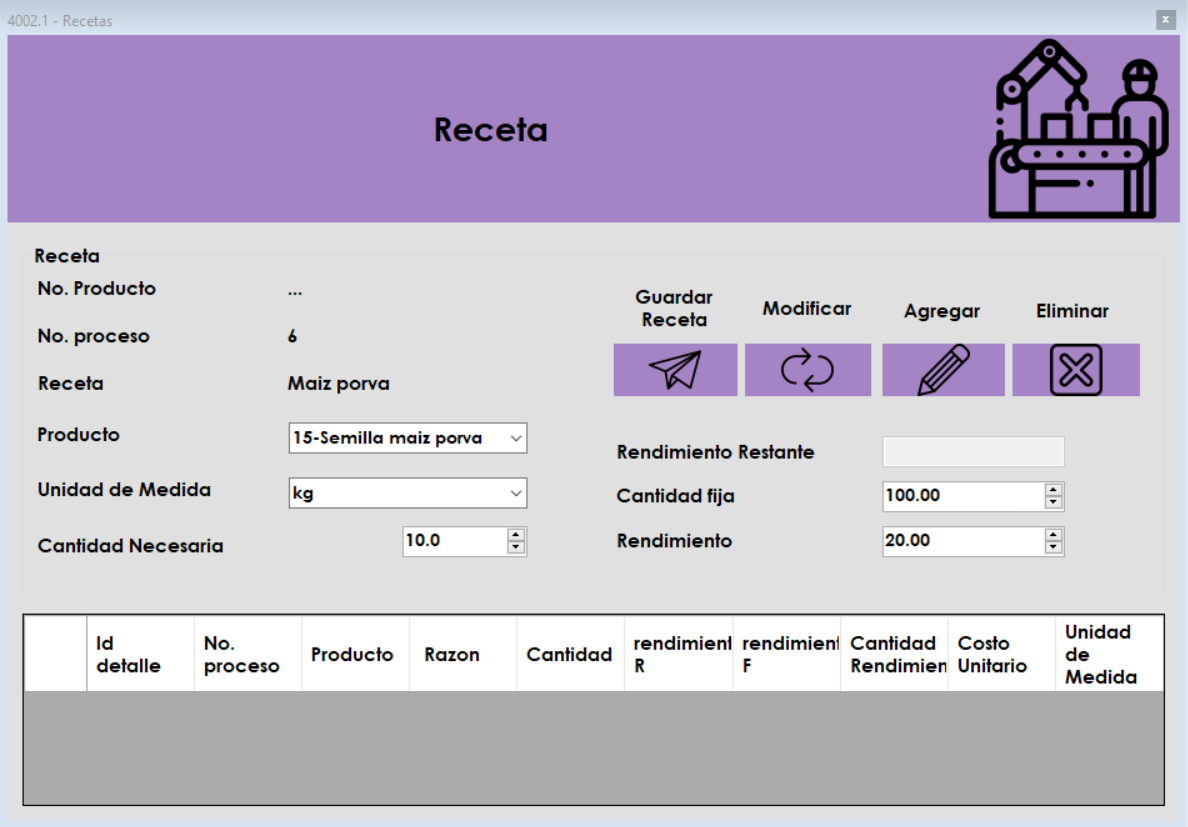 4002.1 - Recetas
Receta
Receta
No. Producto ...
No. proceso 6
Receta Maiz porva
Producto 15-Semilla maiz porva
Unidad de Medida kg
Cantidad Necesaria 10.0
Guardar
Receta
Modificar
Agregar
Eliminar
Rendimiento Restante
Cantidad fija 100.00
Rendimiento 20.00
Id
detalle
No.
proceso
Producto
Razon
Cantidad
rendimient
R
rendimient
F
Cantidad
Rendimien
Costo
Unitario
Unidad
de
Medida